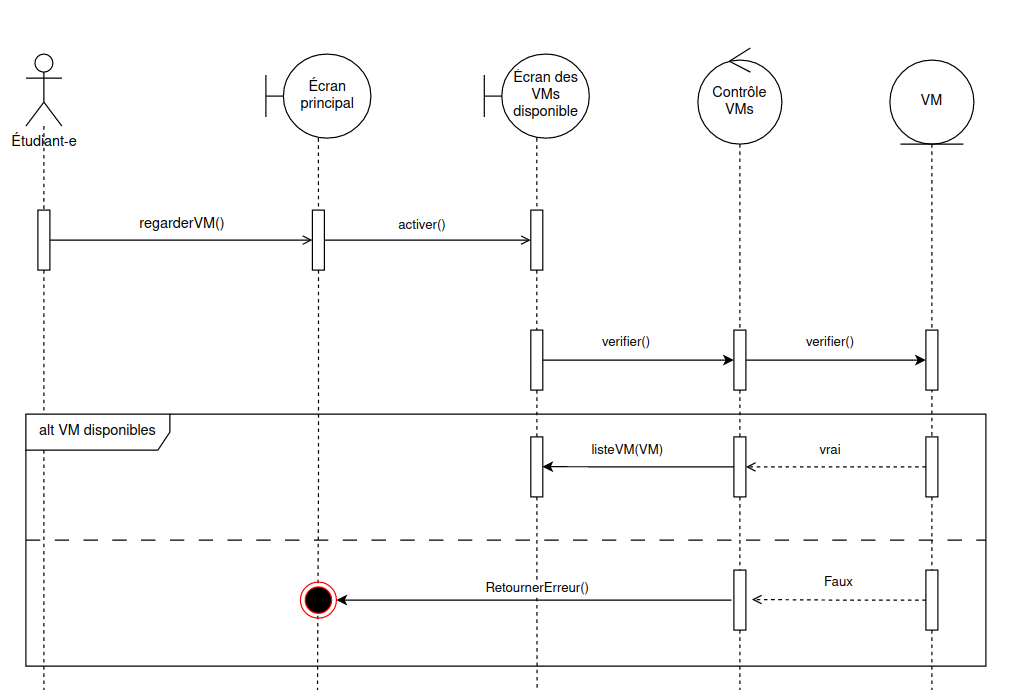 Étudiant-e
Écran
principal
Écran des
VMs
disponible
Contrôle
VMs
VM
regarderVM()
activer()
verifier()
verifier()
alt VM disponibles
listeVM(VM)
vrai
RetournerErreur()
Faux